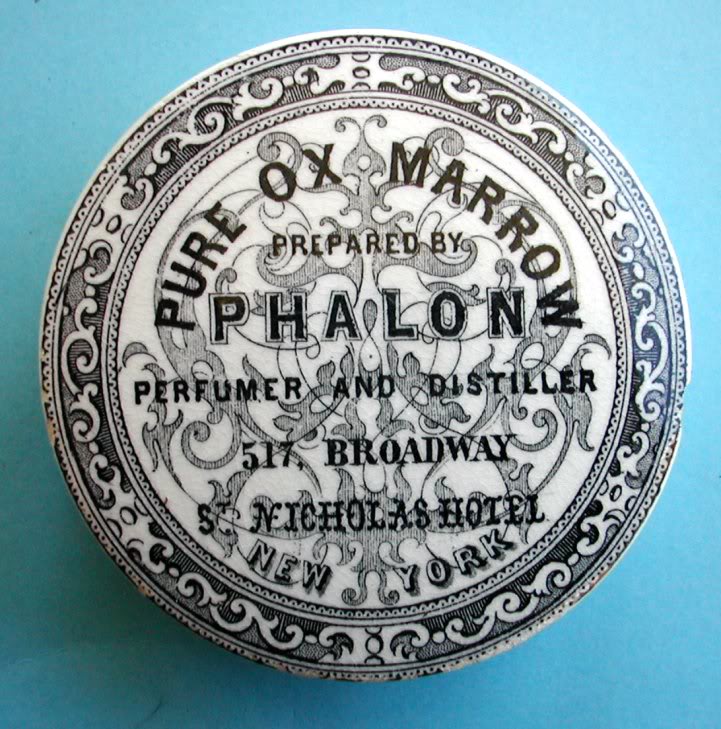 PURE OX MARROW
PREPARED BY
PHALON
PERFUMER AND DISTILLER
517, BROADWAY
ST NICHOLAS HOTEL
NEW YORK